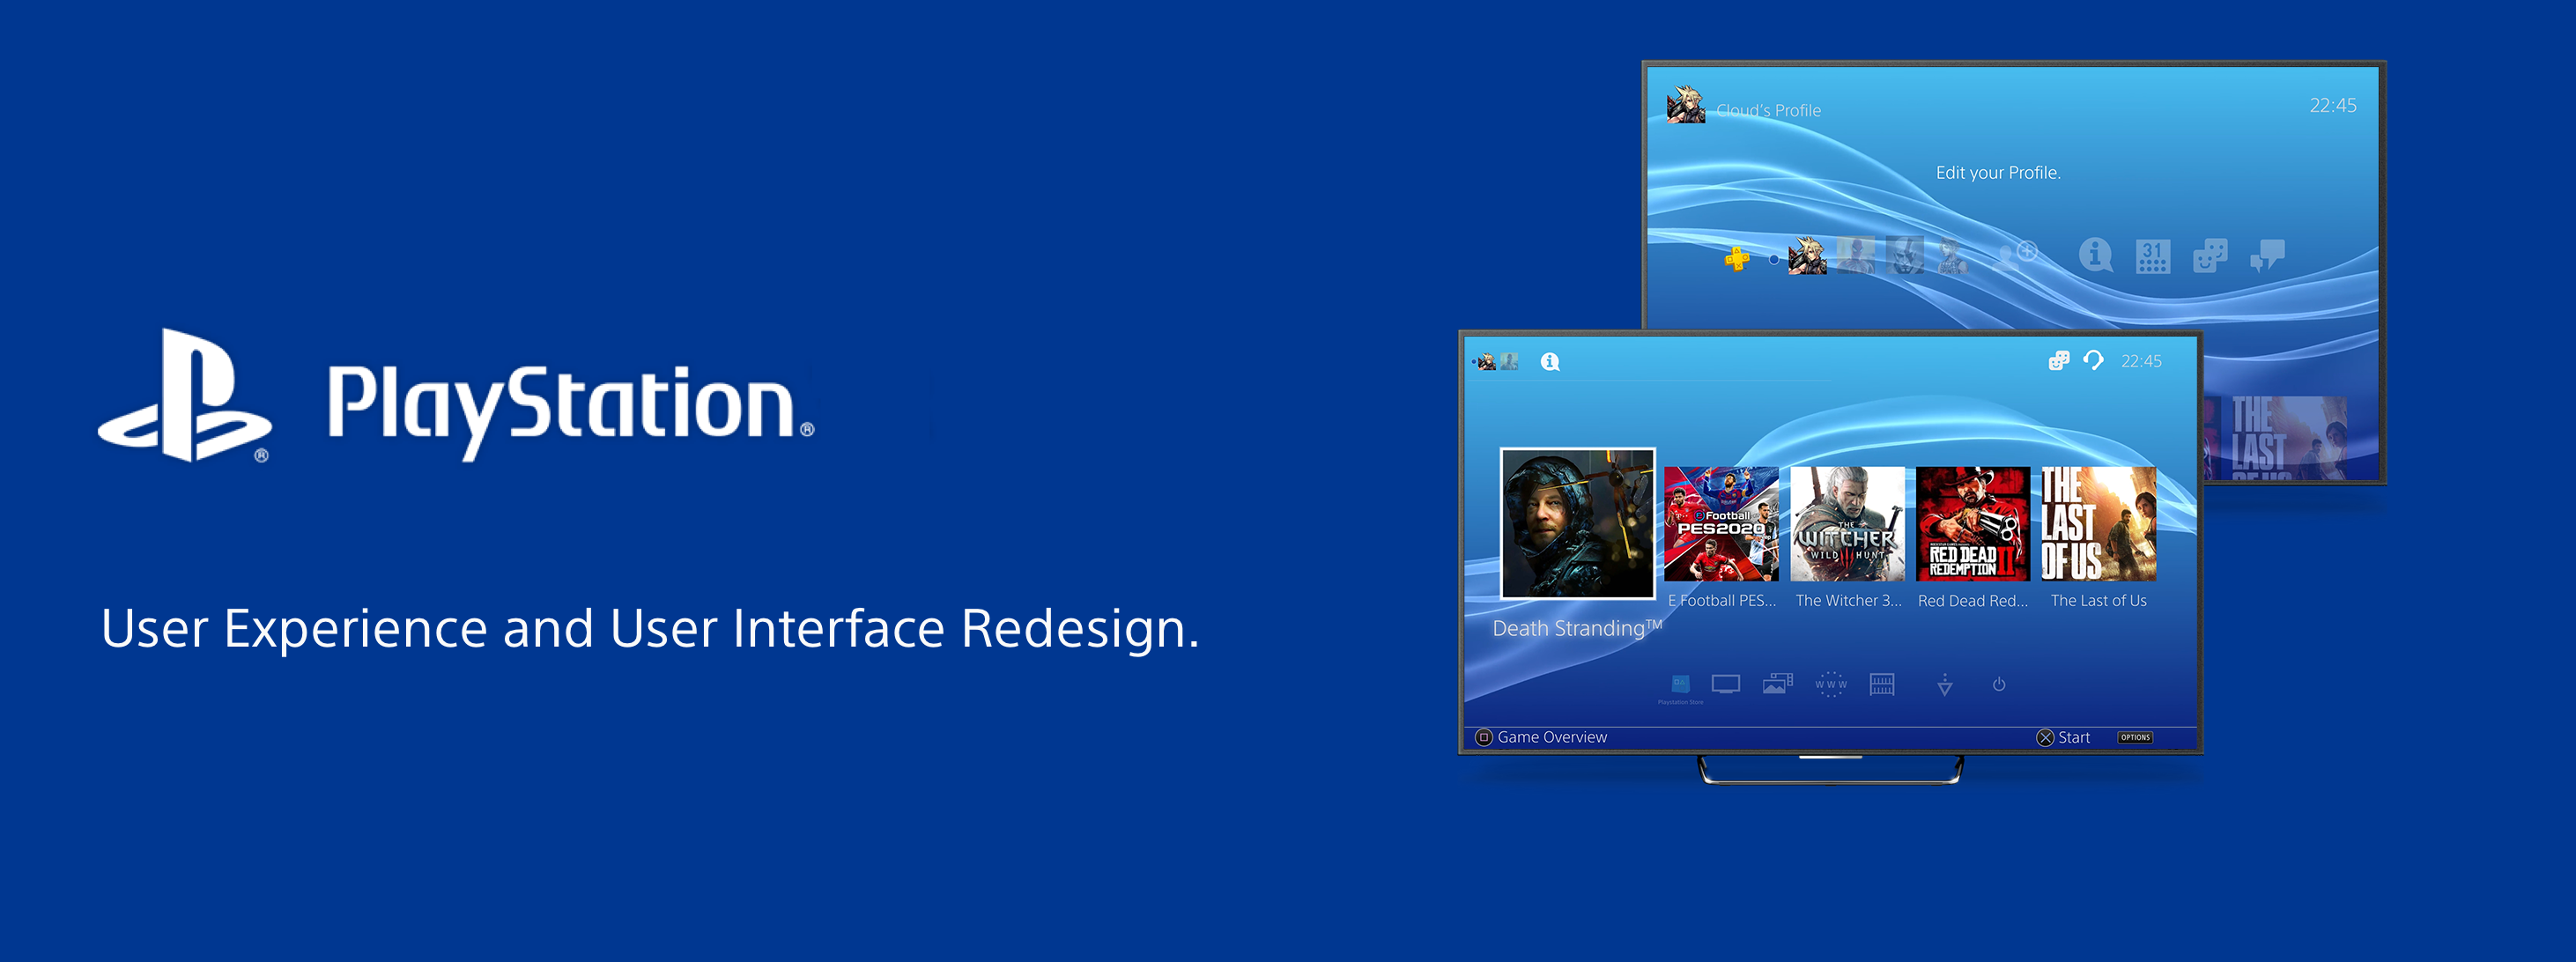 PlayStation®
®
User Experience and User Interface Redesign.
Cloud's Profile
22:45
Edit your Profile.
31
THE
LAST
OF US
22:45
eFootball
PES2020
THE
WITCHER
WILD HUNT
RED DEAD
REDEMPTION II
THE
LAST
OF US
E Football PES...
The Witcher 3...
Red Dead Red...
The Last of Us
Death Stranding™
WWW
Playstation Store
Game Overview
Start
OPTIONS